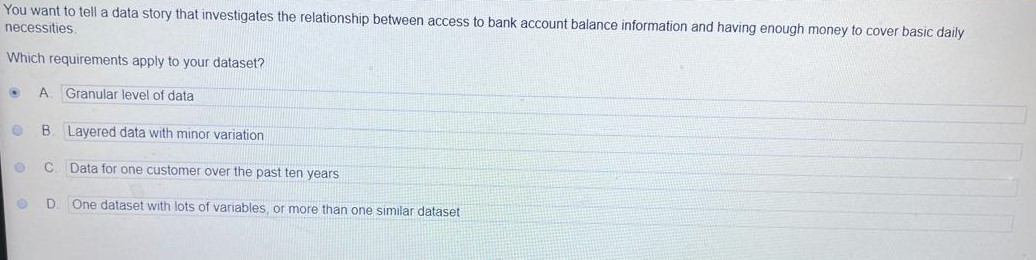 You want to tell a data story that investigates the relationship between access to bank account balance information and having enough money to cover basic daily
necessities.
Which requirements apply to your dataset?
A. Granular level of data
B. Layered data with minor variation
C. Data for one customer over the past ten years
D. One dataset with lots of variables, or more than one similar dataset